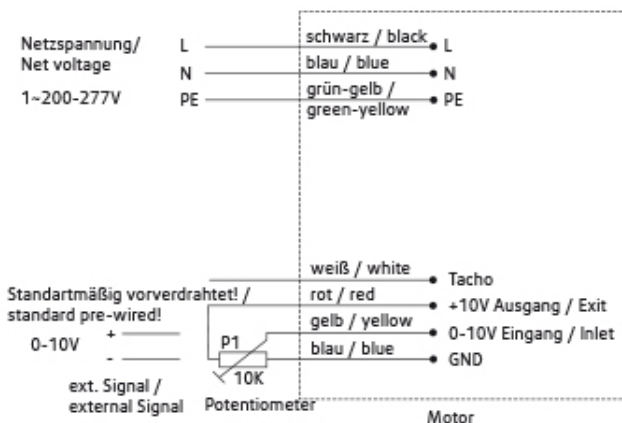 Netzspannung/
Net voltage
1~200-277V
L
N
PE
schwarz / black
blau / blue
grün-gelb /
green-yellow
L
N
PE
weiß / white
rot / red
gelb / yellow
blau / blue
Tacho
+10V Ausgang / Exit
0-10V Eingang / Inlet
GND
Standartmäßig vorverdrahtet! /
standard pre-wired!
0-10V
+
-
ext. Signal /
external Signal
P1
10K
Potentiometer
Motor